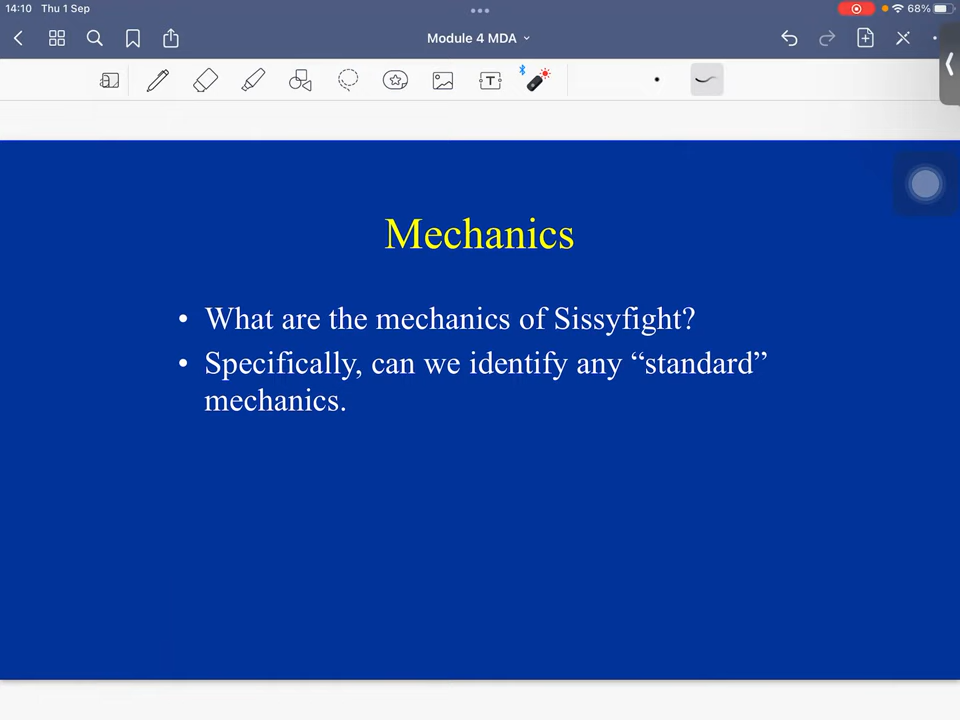 14:10 Thu 1 Sep
68%
Module 4 MDA
T
Mechanics
• What are the mechanics of Sissyfight?
• Specifically, can we identify any “standard”
mechanics.